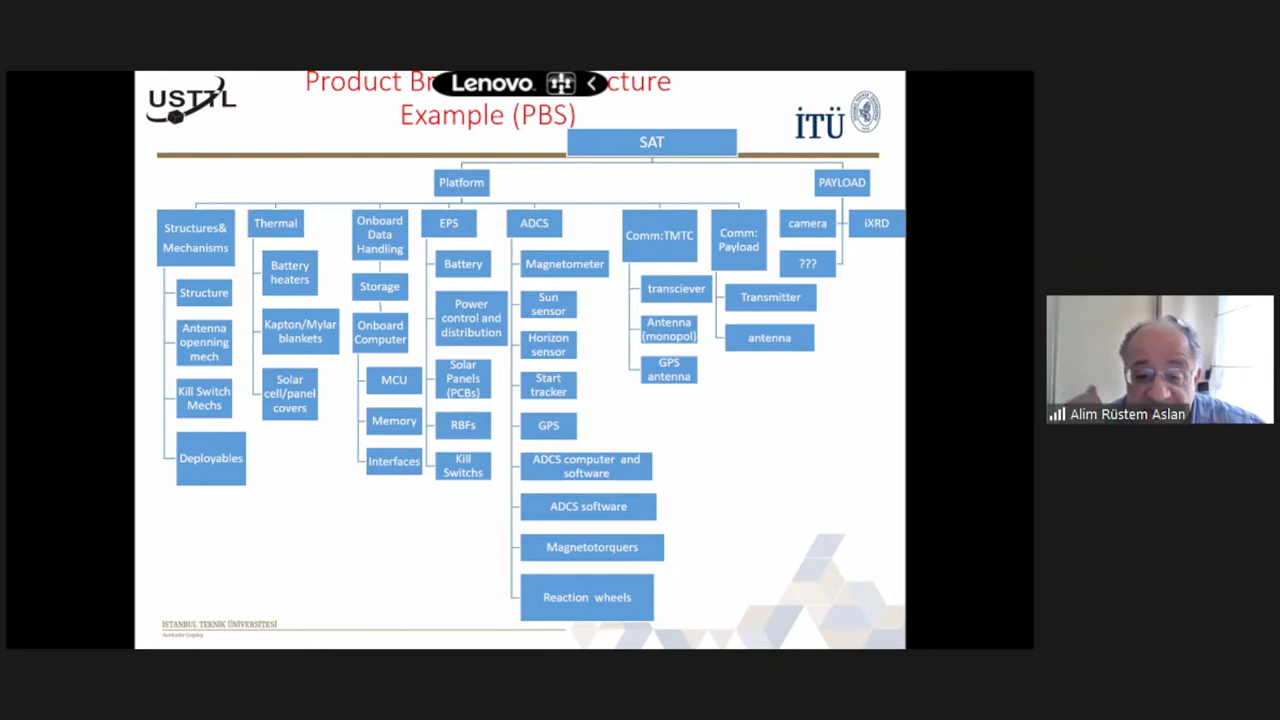 Product Br
cture
Lenovo
Example (PBS)
USTTL
İTÜ
SAT
Platform
PAYLOAD
Structures&
Mechanisms
Structure
Antenna
openning
mech
Kill Switch
Mechs
Deployables
Thermal
Battery
heaters
Kapton/Mylar
blankets
Solar
cell/panel
covers
Onboard
Data
Handling
Storage
Onboard
Computer
MCU
Memory
Interfaces
EPS
Battery
Power
control and
distribution
Solar
Panels
(PCBs)
RBFs
Kill
Switchs
ADCS
Magnetometer
Sun
sensor
Horizon
sensor
Start
tracker
GPS
ADCS computer and
software
ADCS software
Magnetotorquers
Reaction wheels
Comm:TMTC
transciever
Antenna
(monopol)
GPS
antenna
Comm:
Payload
Transmitter
antenna
camera
iXRD
???
İSTANBUL TEKNİK ÜNİVERSİTESİ
Alim Rüstem Aslan